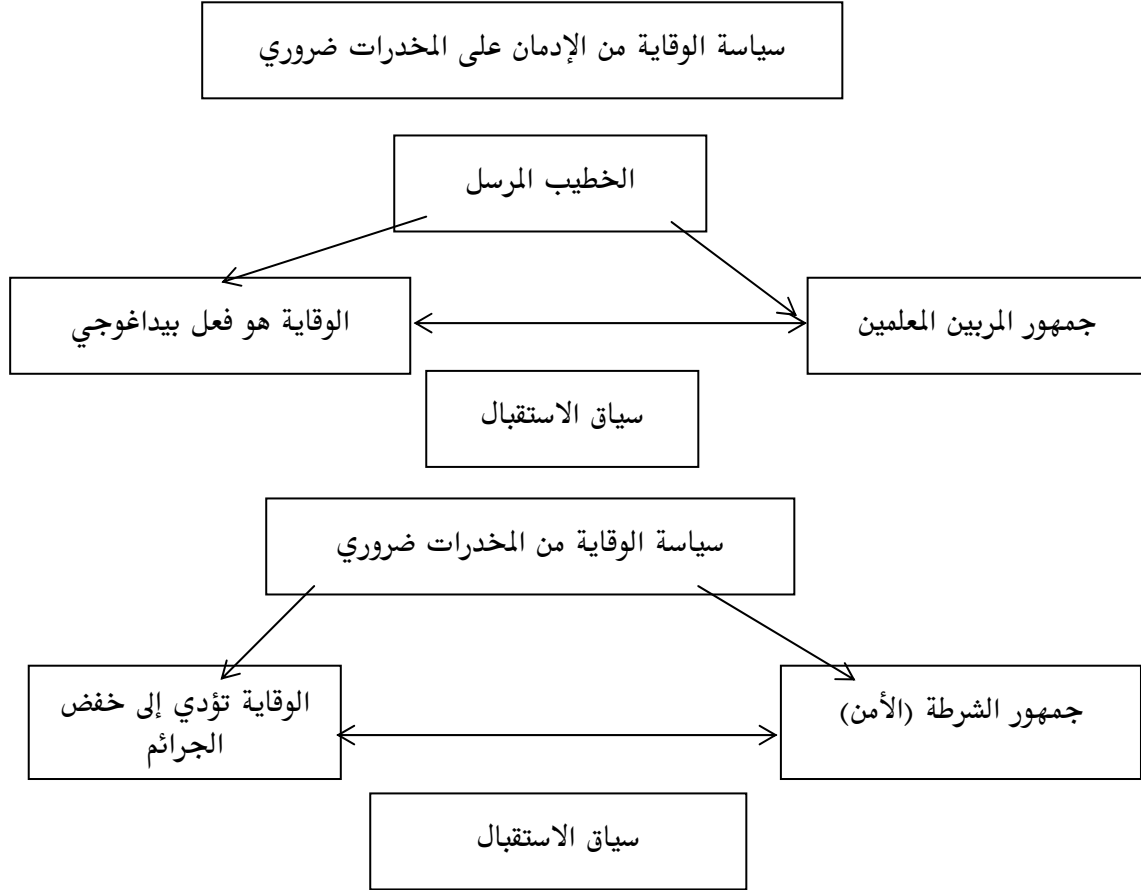 سياسة الوقاية من الإدمان على المخدرات ضروري
الخطيب المرسل
جمهور المربين المعلمين
الوقاية هو فعل بيداغوجي
سياق الاستقبال
سياسة الوقاية من المخدرات ضروري
جمهور الشرطة (الأمن)
الوقاية تؤدي إلى خفض
الجرائم
سياق الاستقبال